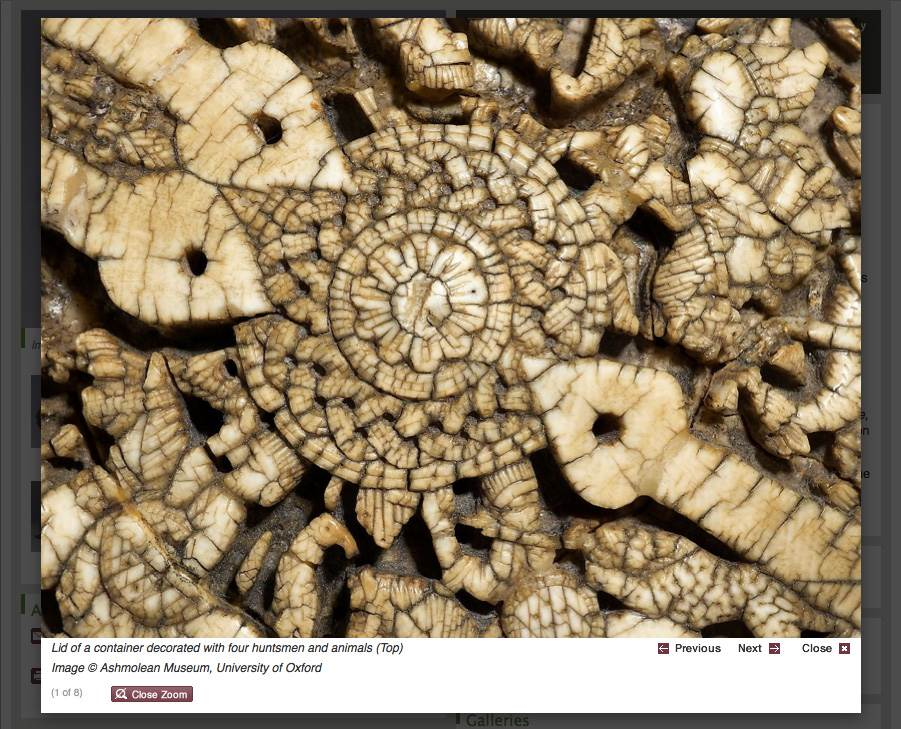 Lid of a container decorated with four huntsmen and animals (Top)
Previous Next Close
Image © Ashmolean Museum, University of Oxford
(1 of 8) Close Zoom
Galleries